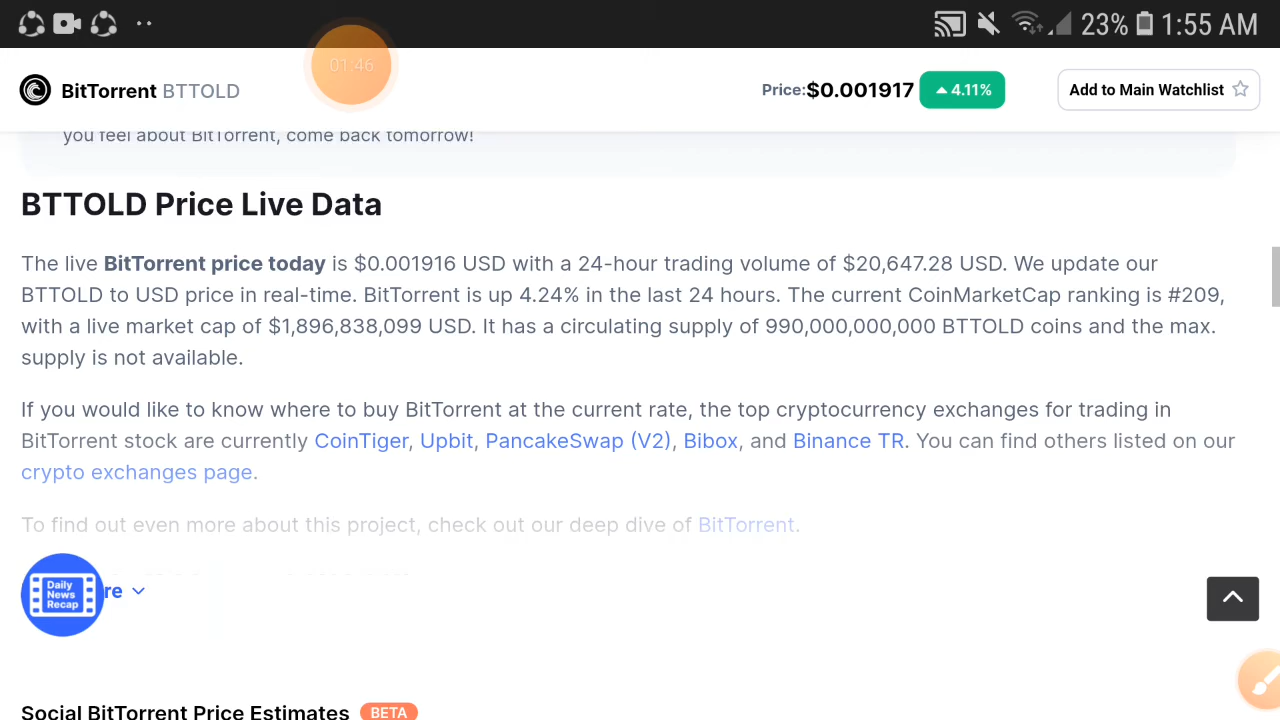 23% 1:55 AM
01:46
BitTorrent BTTOLD
Price:$0.001917 4.11%
Add to Main Watchlist
you feel about BitTorrent, come back tomorrow!
BTTOLD Price Live Data
The live BitTorrent price today is $0.001916 USD with a 24-hour trading volume of $20,647.28 USD. We update our
BTTOLD to USD price in real-time. BitTorrent is up 4.24% in the last 24 hours. The current CoinMarketCap ranking is #209,
with a live market cap of $1,896,838,099 USD. It has a circulating supply of 990,000,000,000 BTTOLD coins and the max.
supply is not available.
If you would like to know where to buy BitTorrent at the current rate, the top cryptocurrency exchanges for trading in
BitTorrent stock are currently CoinTiger, Upbit, PancakeSwap (V2), Bibox, and Binance TR. You can find others listed on our
crypto exchanges page.
To find out even more about this project, check out our deep dive of BitTorrent.
Daily
News
Recap
re
Social BitTorrent Price Estimates BETA